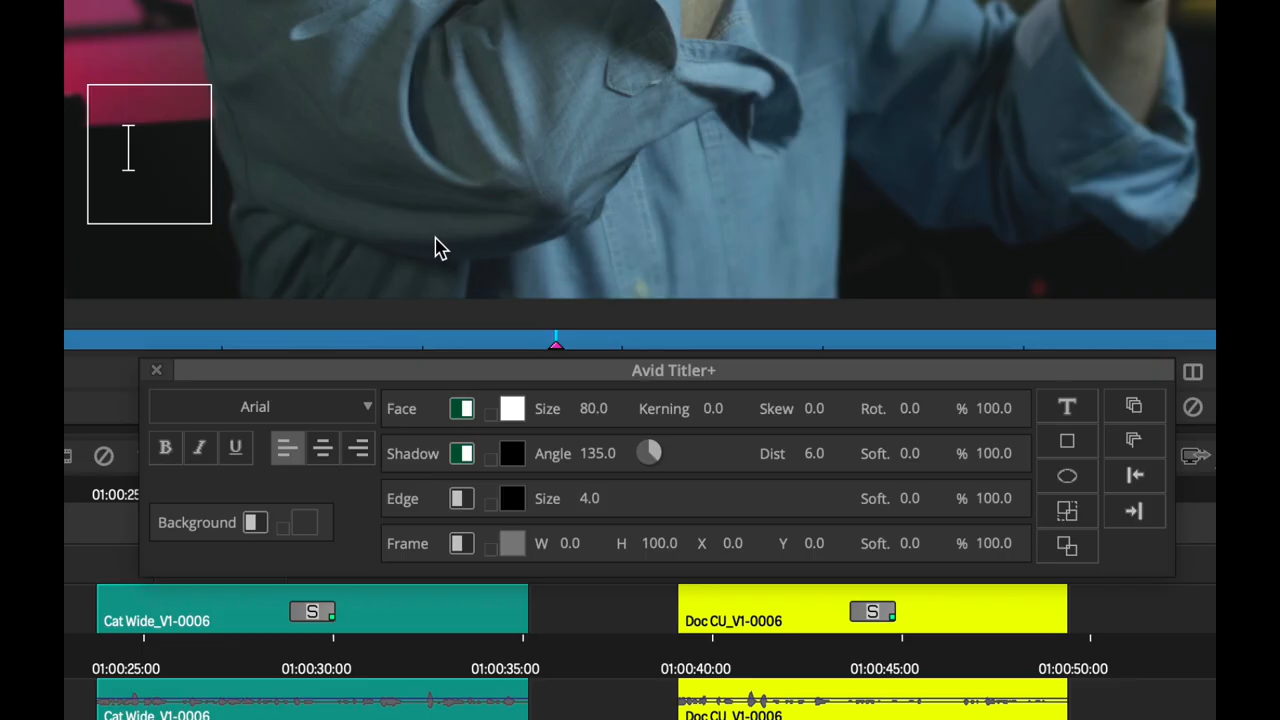 Avid Titler+
Arial
Face Size 80.0 Kerning 0.0 Skew 0.0 Rot. 0.0 % 100.0
T
B I U
Shadow Angle 135.0 Dist 6.0 Soft. 0.0 % 100.0
01:00:25
Edge Size 4.0 Soft. 0.0 % 100.0
Background
Frame W 0.0 H 100.0 X 0.0 Y 0.0 Soft. 0.0 % 100.0
Cat Wide_V1-0006 S Doc CU_V1-0006 S
01:00:25:00 01:00:30:00 01:00:35:00 01:00:40:00 01:00:45:00 01:00:50:00
Cat Wide_V1-0006 Doc CU_V1-0006